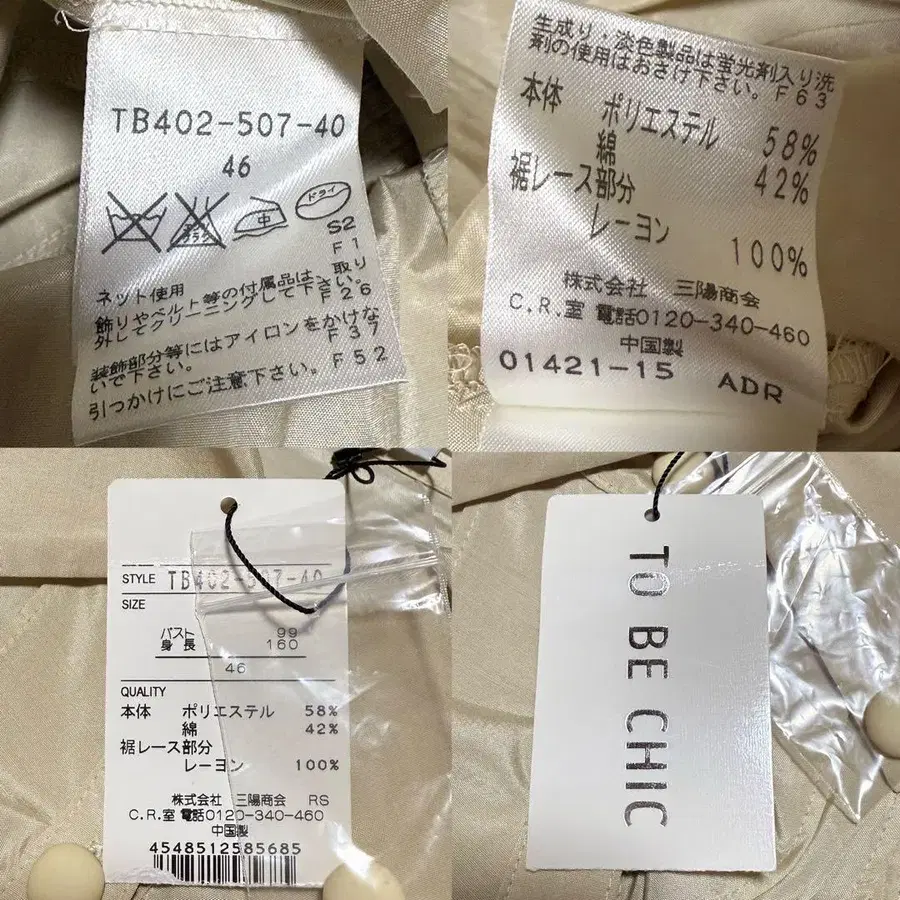 TB402-507-40
46
中
ドライ
S2
F1
ネット使用
飾りやベルト等の付属品は、取り
外してクリーニングして下さい。
F26
装飾部分等にはアイロンをかけな
いで下さい。 F37
引っかけにご注意下さい。 F52
生成り・淡色製品は蛍光剤入り洗
剤の使用はおさけ下さい。F63
本体 ポリエステル 58%
綿 42%
裾レース部分
レーヨン 100%
株式会社 三陽商会
C.R.室 電話0120-340-460
中国製
01421-15 ADR
STYLE TB402-507-40
SIZE
バスト 99
身長 160
46
QUALITY
本体 ポリエステル 58%
綿 42%
裾レース部分
レーヨン 100%
株式会社 三陽商会 RS
C.R.室 電話0120-340-460
中国製
4548512585685
TO BE CHIC